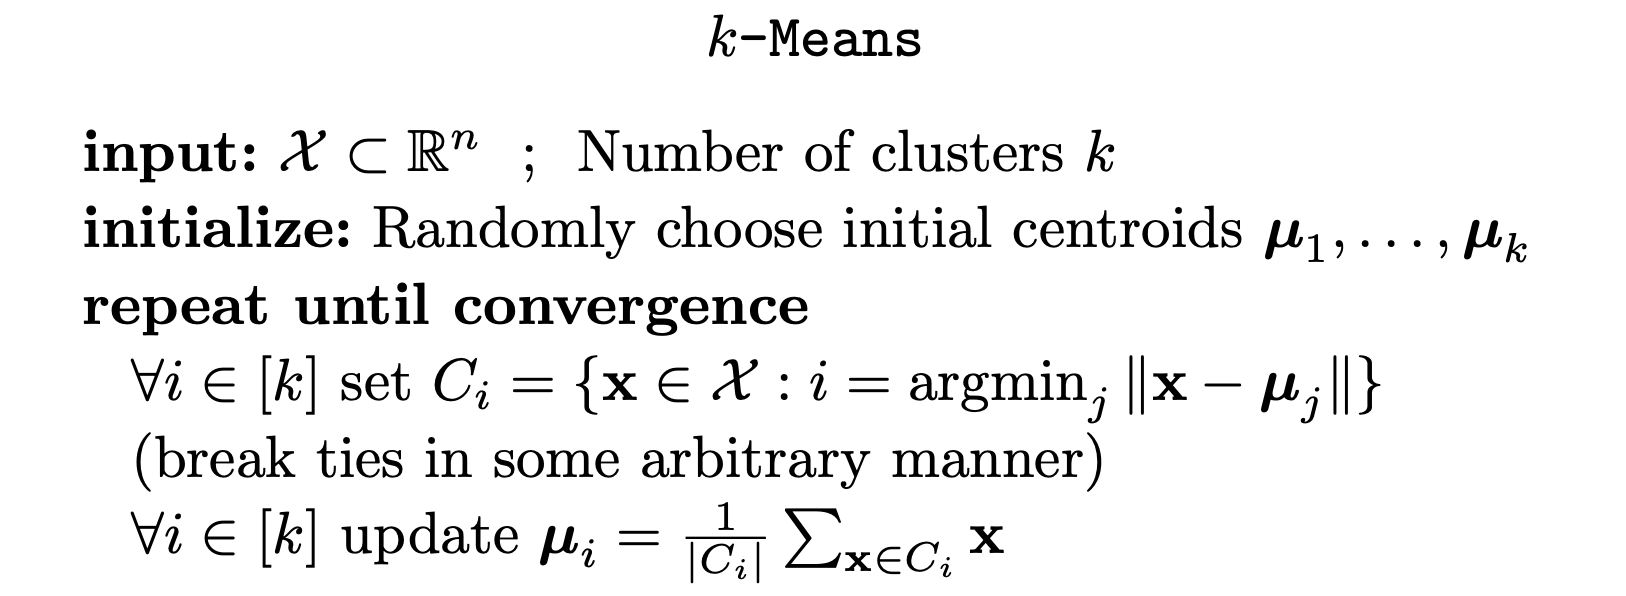 k-Means
input: 𝒳 ⊂ ℝⁿ ; Number of clusters k
initialize: Randomly choose initial centroids μ₁, . . . , μₖ
repeat until convergence
∀i ∈ [k] set Cᵢ = {x ∈ 𝒳 : i = argminⱼ ‖x − μⱼ‖}
(break ties in some arbitrary manner)
∀i ∈ [k] update μᵢ = 1/|Cᵢ| ∑_{x∈Cᵢ} x